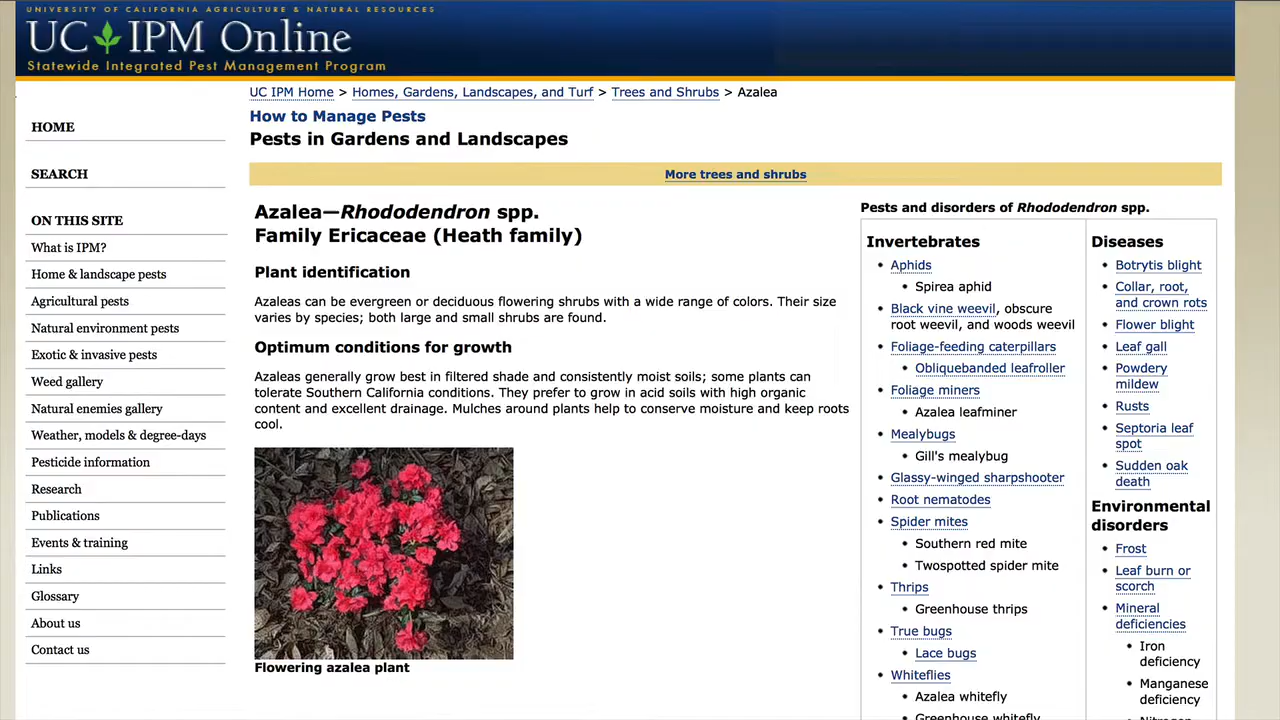 UNIVERSITY OF CALIFORNIA AGRICULTURE & NATURAL RESOURCES
UC IPM Online
Statewide Integrated Pest Management Program
UC IPM Home > Homes, Gardens, Landscapes, and Turf > Trees and Shrubs > Azalea
How to Manage Pests
Pests in Gardens and Landscapes
More trees and shrubs
HOME
SEARCH
ON THIS SITE
What is IPM?
Home & landscape pests
Agricultural pests
Natural environment pests
Exotic & invasive pests
Weed gallery
Natural enemies gallery
Weather, models & degree-days
Pesticide information
Research
Publications
Events & training
Links
Glossary
About us
Contact us
Azalea—Rhododendron spp.
Family Ericaceae (Heath family)
Plant identification
Azaleas can be evergreen or deciduous flowering shrubs with a wide range of colors. Their size
varies by species; both large and small shrubs are found.
Optimum conditions for growth
Azaleas generally grow best in filtered shade and consistently moist soils; some plants can
tolerate Southern California conditions. They prefer to grow in acid soils with high organic
content and excellent drainage. Mulches around plants help to conserve moisture and keep roots
cool.
Flowering azalea plant
Pests and disorders of Rhododendron spp.
Invertebrates
• Aphids
• Spirea aphid
• Black vine weevil, obscure
root weevil, and woods weevil
• Foliage-feeding caterpillars
• Obliquebanded leafroller
• Foliage miners
• Azalea leafminer
• Mealybugs
• Gill's mealybug
• Glassy-winged sharpshooter
• Root nematodes
• Spider mites
• Southern red mite
• Twospotted spider mite
• Thrips
• Greenhouse thrips
• True bugs
• Lace bugs
• Whiteflies
• Azalea whitefly
• Greenhouse whitefly
Diseases
• Botrytis blight
• Collar, root,
and crown rots
• Flower blight
• Leaf gall
• Powdery
mildew
• Rusts
• Septoria leaf
spot
• Sudden oak
death
Environmental
disorders
• Frost
• Leaf burn or
scorch
• Mineral
deficiencies
• Iron
deficiency
• Manganese
deficiency
• Nitrogen